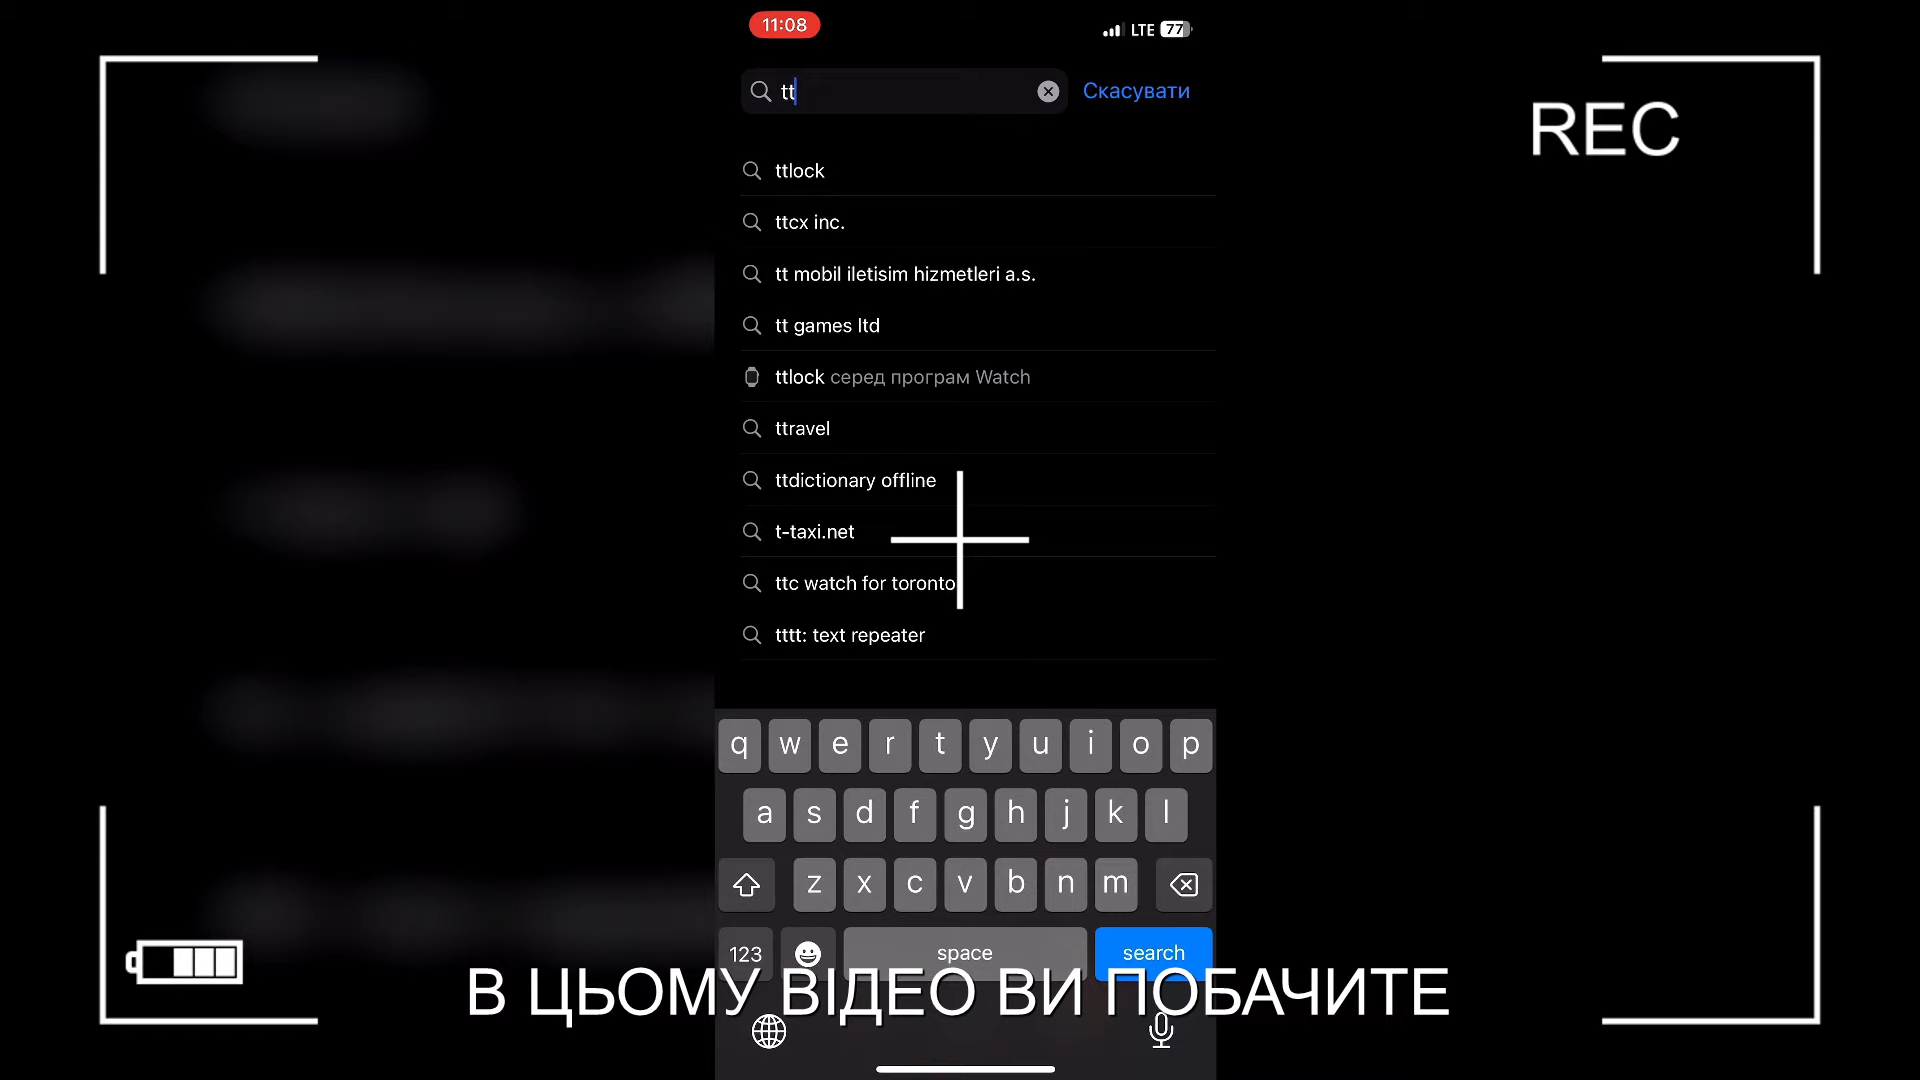 11:08
LTE 77
tt
Скасувати
REC
ttlock
ttcx inc.
tt mobil iletisim hizmetleri a.s.
tt games ltd
ttlock серед програм Watch
ttravel
ttdictionary offline
t-taxi.net
ttc watch for toronto
tttt: text repeater
q w e r t y u i o p
a s d f g h j k l
z x c v b n m
123 space search
В ЦЬОМУ ВІДЕО ВИ ПОБАЧИТЕ